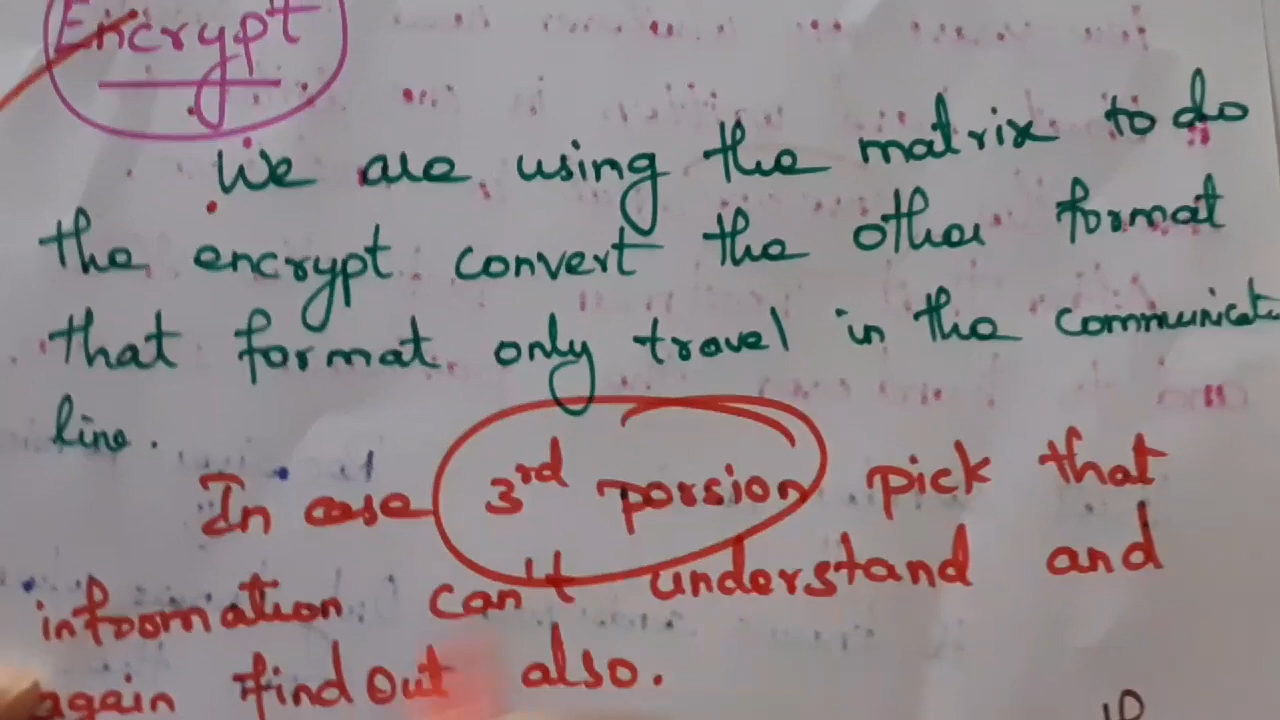 Encrypt
We are using the matrix to do
the encrypt convert the other format
that format only travel in the communicat
line.
In case 3rd porsion pick that
information can't understand and
again find out also.